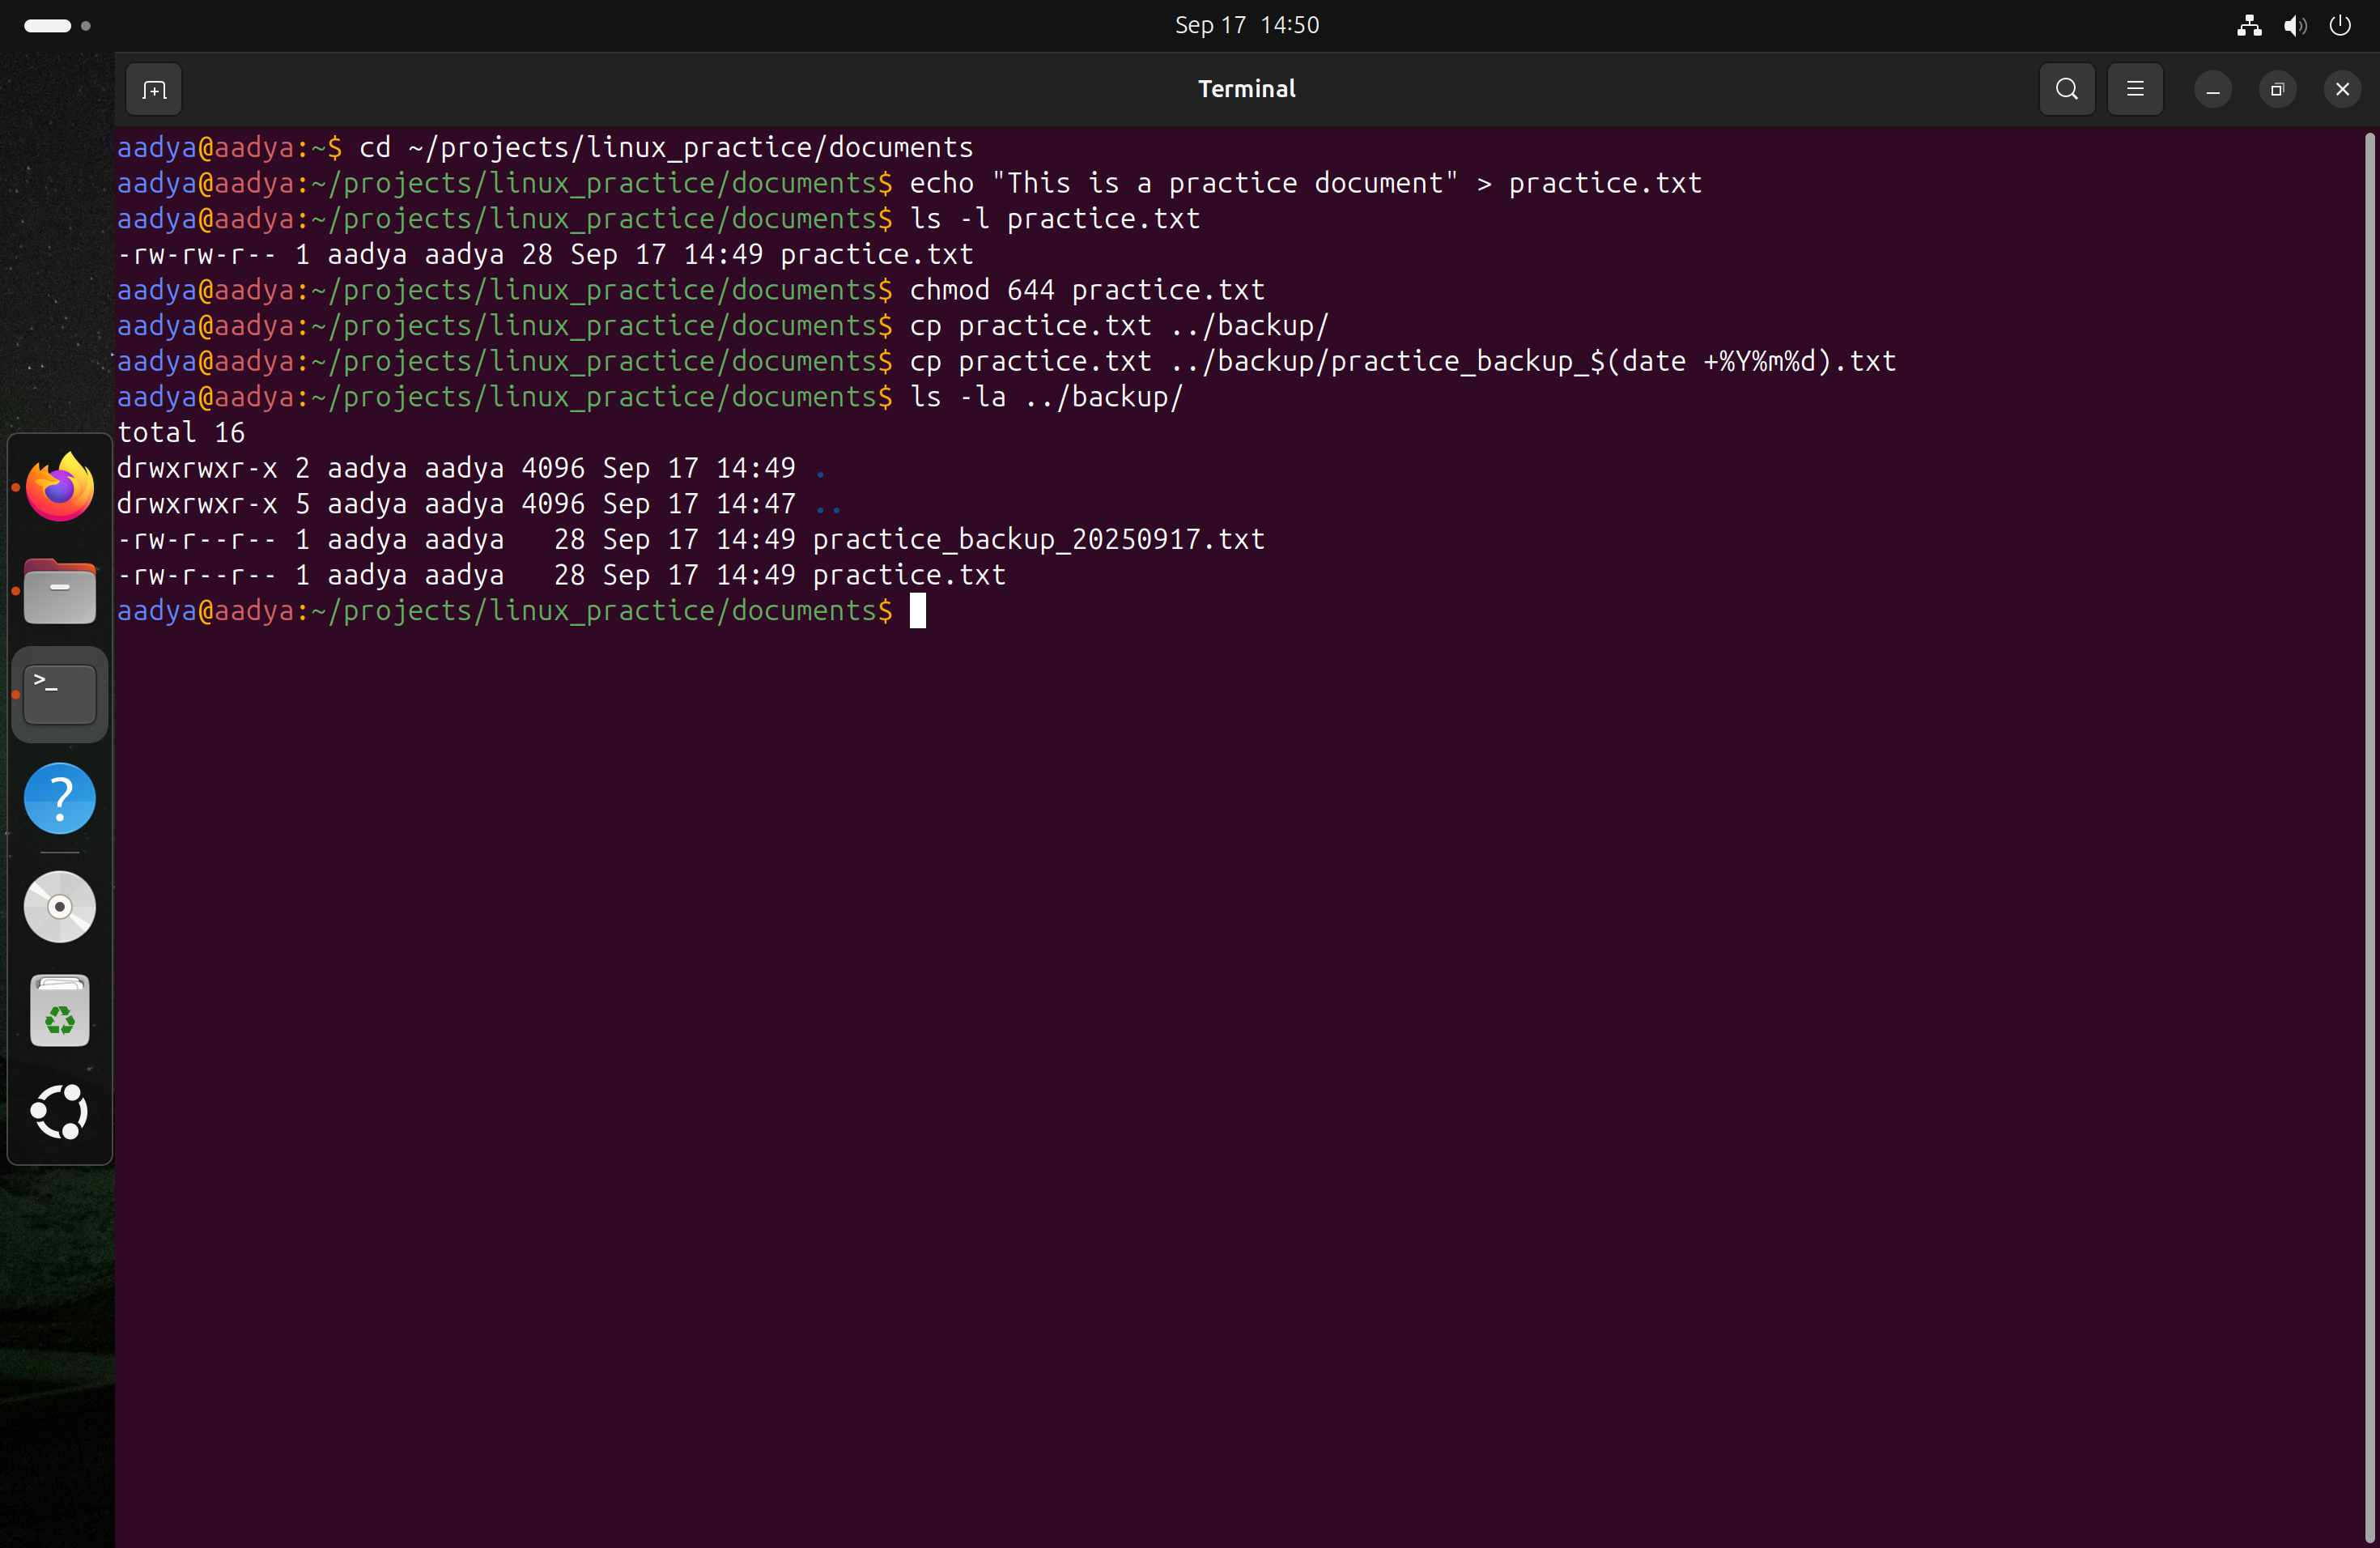 Sep 17 14:50
Terminal
aadya@aadya:~$ cd ~/projects/linux_practice/documents
aadya@aadya:~/projects/linux_practice/documents$ echo "This is a practice document" > practice.txt
aadya@aadya:~/projects/linux_practice/documents$ ls -l practice.txt
-rw-rw-r-- 1 aadya aadya 28 Sep 17 14:49 practice.txt
aadya@aadya:~/projects/linux_practice/documents$ chmod 644 practice.txt
aadya@aadya:~/projects/linux_practice/documents$ cp practice.txt ../backup/
aadya@aadya:~/projects/linux_practice/documents$ cp practice.txt ../backup/practice_backup_$(date +%Y%m%d).txt
aadya@aadya:~/projects/linux_practice/documents$ ls -la ../backup/
total 16
drwxrwxr-x 2 aadya aadya 4096 Sep 17 14:49 .
drwxrwxr-x 5 aadya aadya 4096 Sep 17 14:47 ..
-rw-r--r-- 1 aadya aadya   28 Sep 17 14:49 practice_backup_20250917.txt
-rw-r--r-- 1 aadya aadya   28 Sep 17 14:49 practice.txt
aadya@aadya:~/projects/linux_practice/documents$